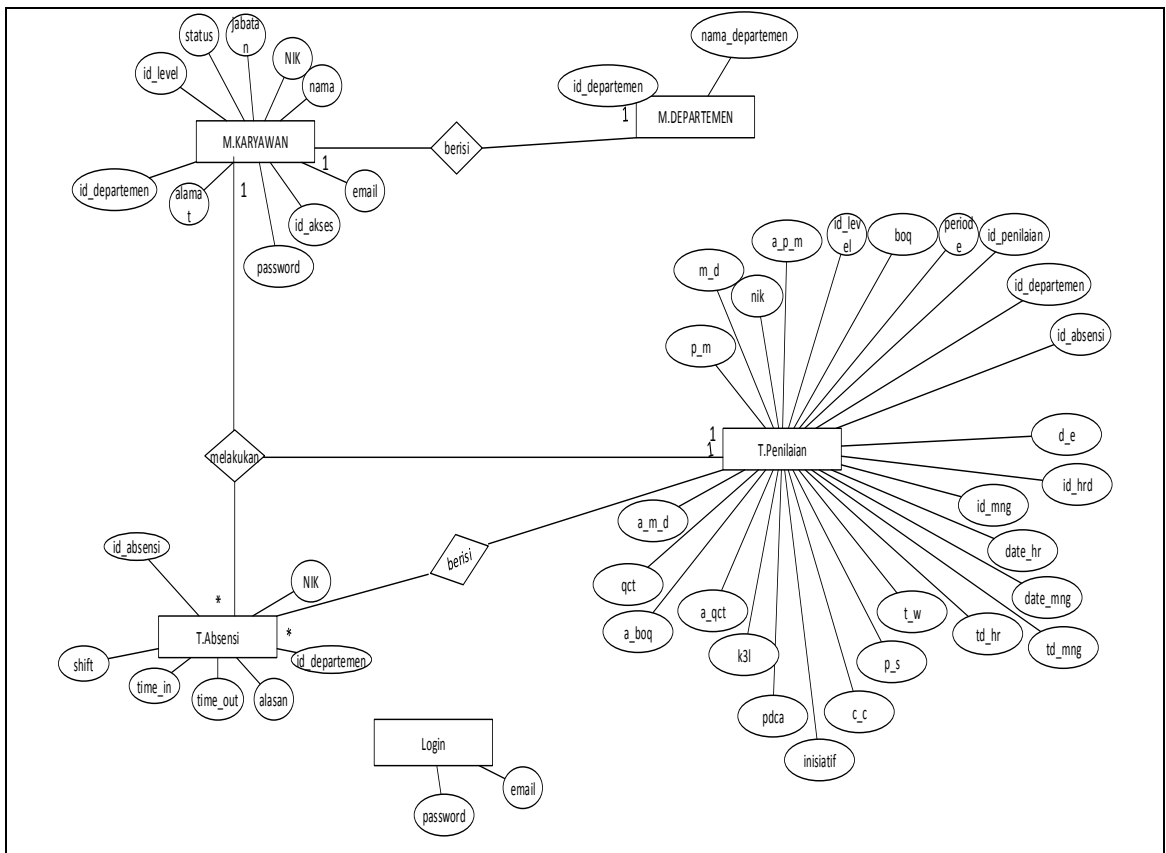 jabata
n
status
NIK
id_level
nama
nama_departemen
id_departemen
1
M.DEPARTEMEN
M.KARYAWAN
berisi
1
1
id_departemen
alama
t
email
id_akses
password
a_p_m
id_lev
el
boq
period
e
id_penilaian
m_d
nik
id_departemen
id_absensi
p_m
1
1
T.Penilaian
d_e
melakukan
id_hrd
id_mng
a_m_d
date_hr
id_absensi
berisi
NIK
qct
date_mng
*
a_boq
a_qct
t_w
td_hr
td_mng
T.Absensi
*
k3l
p_s
shift
id_departemen
time_in
time_out
alasan
pdca
c_c
Login
inisiatif
email
password